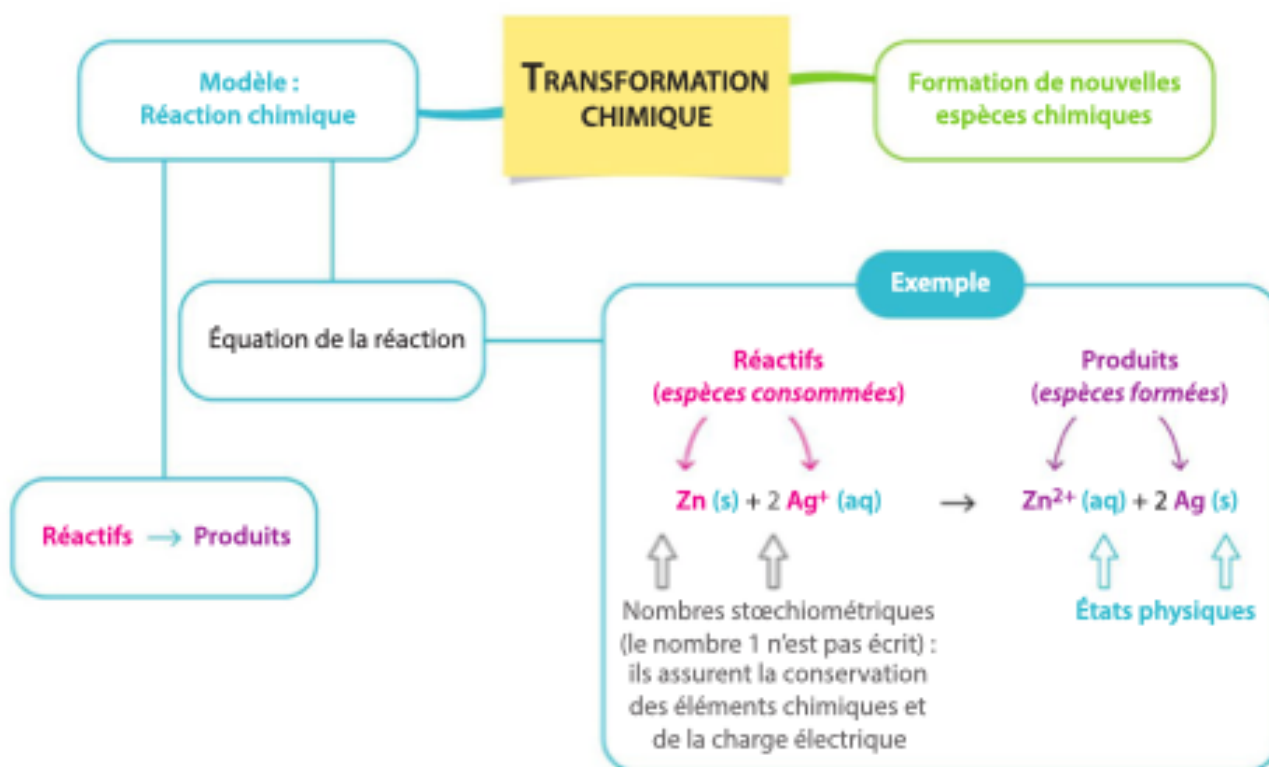 Modèle :
Réaction chimique
TRANSFORMATION
CHIMIQUE
Formation de nouvelles
espèces chimiques
Équation de la réaction
Réactifs → Produits
Exemple
Réactifs
(espèces consommées)
Produits
(espèces formées)
Zn (s) + 2 Ag⁺ (aq) → Zn²⁺ (aq) + 2 Ag (s)
Nombres stœchiométriques
(le nombre 1 n'est pas écrit) :
ils assurent la conservation
des éléments chimiques et
de la charge électrique
États physiques